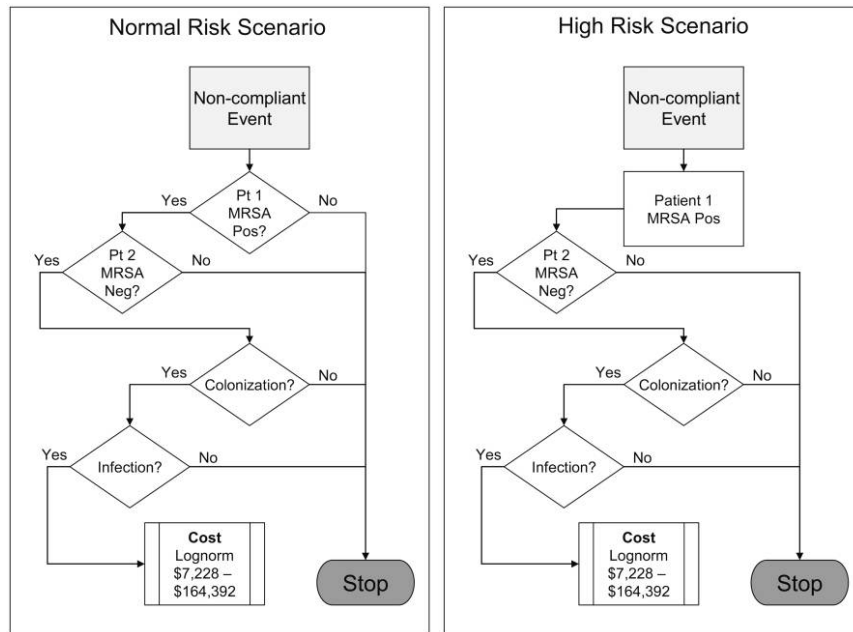 Normal Risk Scenario
Non-compliant
Event
Yes
Pt 1
MRSA
Pos?
No
Yes
Pt 2
MRSA
Neg?
No
Yes
Colonization?
No
Yes
Infection?
No
Cost
Lognorm
$7,228 –
$164,392
Stop
High Risk Scenario
Non-compliant
Event
Patient 1
MRSA Pos
Yes
Pt 2
MRSA
Neg?
No
Yes
Colonization?
No
Yes
Infection?
No
Cost
Lognorm
$7,228 –
$164,392
Stop